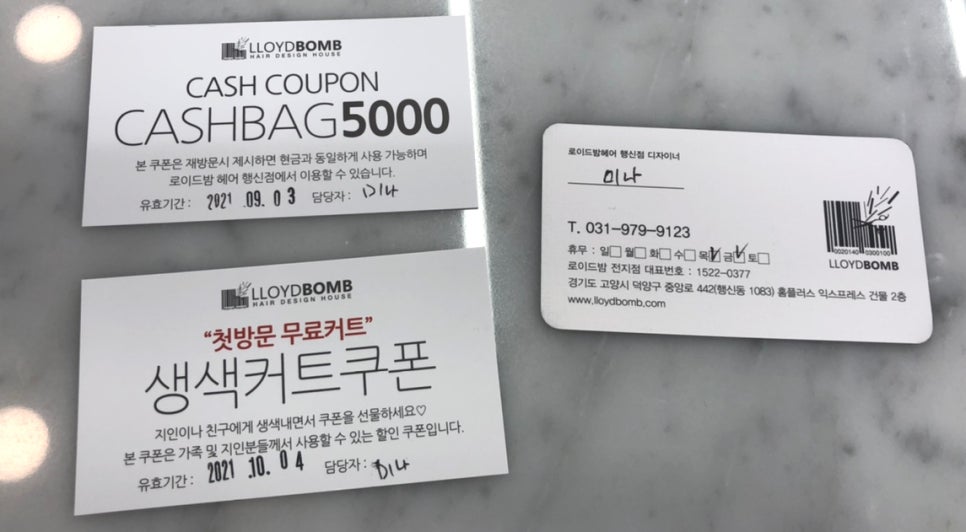 LLOYDBOMB
HAIR DESIGN HOUSE
CASH COUPON
CASHBAG5000
본 쿠폰은 재방문시 제시하면 현금과 동일하게 사용 가능하며
로이드밤 헤어 행신점에서 이용할 수 있습니다.
유효기간 : 2021 .09. 03 담당자 : 미나
LLOYDBOMB
HAIR DESIGN HOUSE
“첫방문 무료커트”
생색커트쿠폰
지인이나 친구에게 생색내면서 쿠폰을 선물하세요♡
본 쿠폰은 가족 및 지인분들께서 사용할 수 있는 할인 쿠폰입니다.
유효기간 : 2021 .10. 04 담당자 : 미나
로이드밤헤어 행신점 디자이너
미나
T. 031-979-9123
휴무 : 일□ 월□ 화□ 수□ 목☑ 금☑ 토□
로이드밤 전지점 대표번호 : 1522-0377
경기도 고양시 덕양구 중앙로 442(행신동 1083) 홈플러스 익스프레스 건물 2층
www.lloydbomb.com
0020140 0300100
LLOYDBOMB